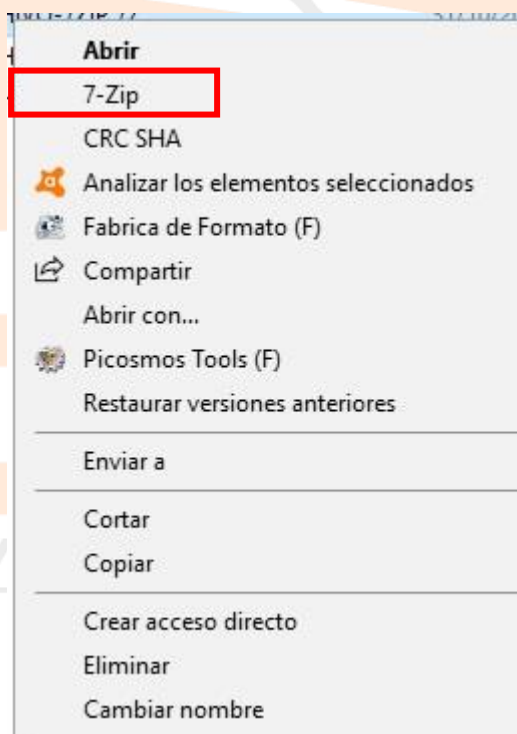 Abrir
7-Zip
CRC SHA
Analizar los elementos seleccionados
Fabrica de Formato (F)
Compartir
Abrir con...
Picosmos Tools (F)
Restaurar versiones anteriores
Enviar a
Cortar
Copiar
Crear acceso directo
Eliminar
Cambiar nombre